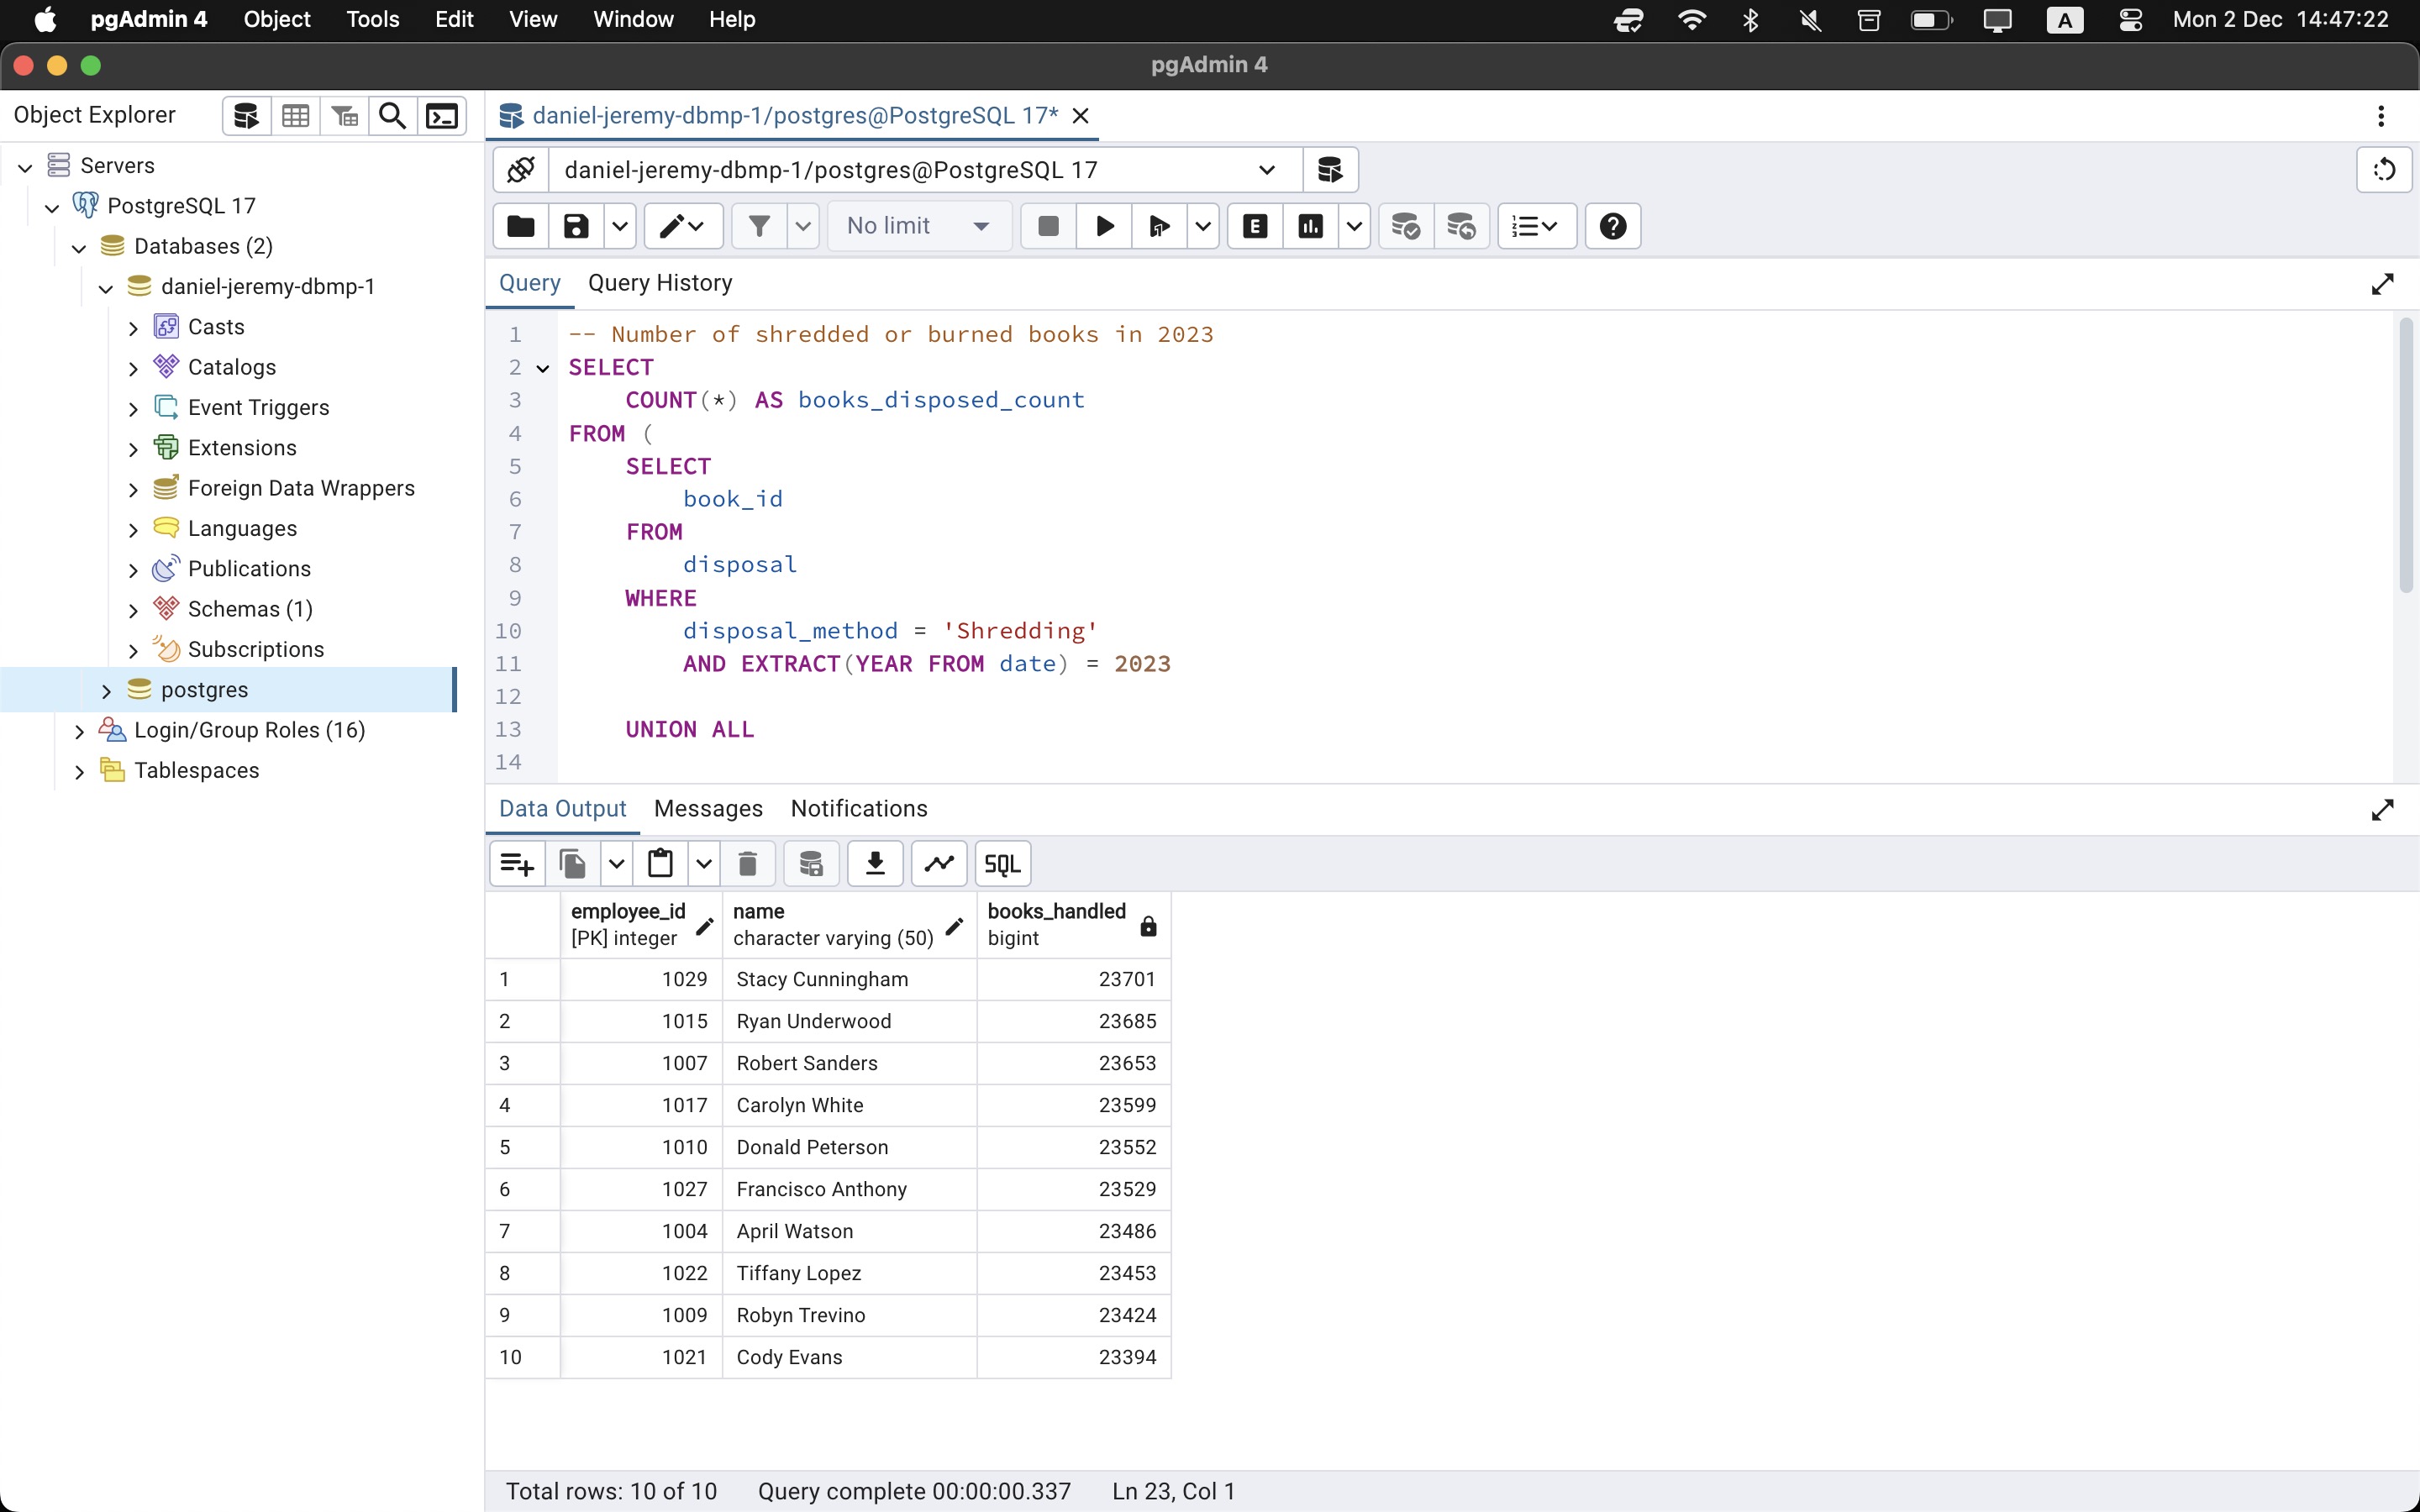 pgAdmin 4 Object Tools Edit View Window Help A Mon 2 Dec 14:47:22
pgAdmin 4
Object Explorer
daniel-jeremy-dbmp-1/postgres@PostgreSQL 17*
Servers
PostgreSQL 17
Databases (2)
daniel-jeremy-dbmp-1
Casts
Catalogs
Event Triggers
Extensions
Foreign Data Wrappers
Languages
Publications
Schemas (1)
Subscriptions
postgres
Login/Group Roles (16)
Tablespaces
daniel-jeremy-dbmp-1/postgres@PostgreSQL 17
No limit E
Query Query History
1 -- Number of shredded or burned books in 2023
2 SELECT
3 COUNT(*) AS books_disposed_count
4 FROM (
5 SELECT
6 book_id
7 FROM
8 disposal
9 WHERE
10 disposal_method = 'Shredding'
11 AND EXTRACT(YEAR FROM date) = 2023
12
13 UNION ALL
14
Data Output Messages Notifications
SQL
employee_id name books_handled
[PK] integer character varying (50) bigint
1 1029 Stacy Cunningham 23701
2 1015 Ryan Underwood 23685
3 1007 Robert Sanders 23653
4 1017 Carolyn White 23599
5 1010 Donald Peterson 23552
6 1027 Francisco Anthony 23529
7 1004 April Watson 23486
8 1022 Tiffany Lopez 23453
9 1009 Robyn Trevino 23424
10 1021 Cody Evans 23394
Total rows: 10 of 10 Query complete 00:00:00.337 Ln 23, Col 1